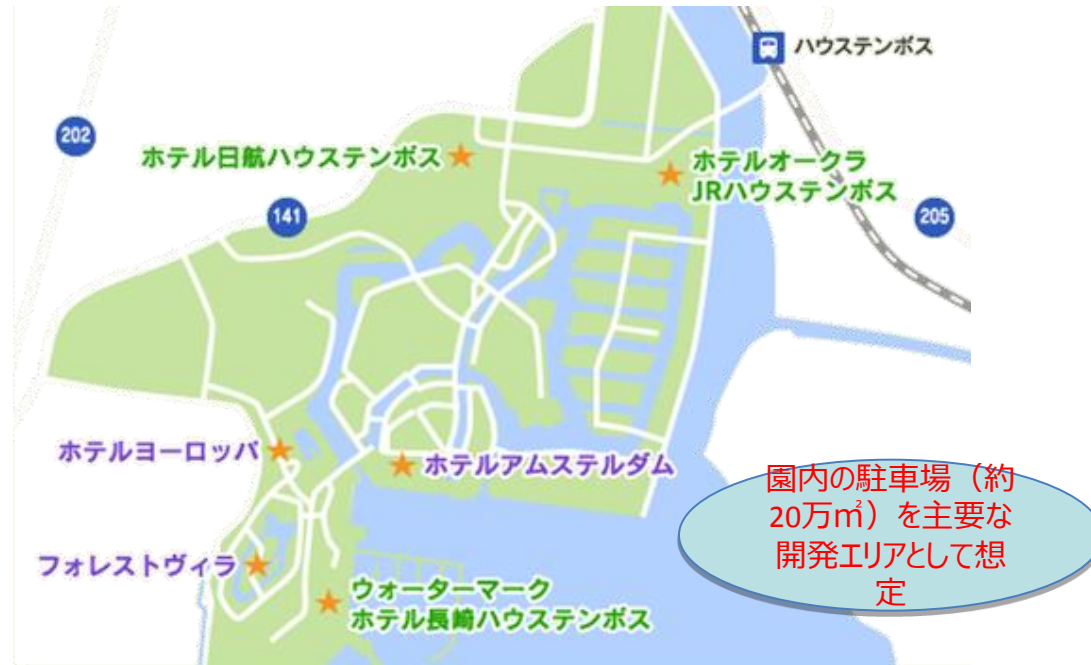 ハウステンボス
202
ホテル日航ハウステンボス
ホテルオークラ
JRハウステンボス
141
205
ホテルヨーロッパ
ホテルアムステルダム
園内の駐車場（約
20万㎡）を主要な
開発エリアとして想
定
フォレストヴィラ
ウォーターマーク
ホテル長崎ハウステンボス